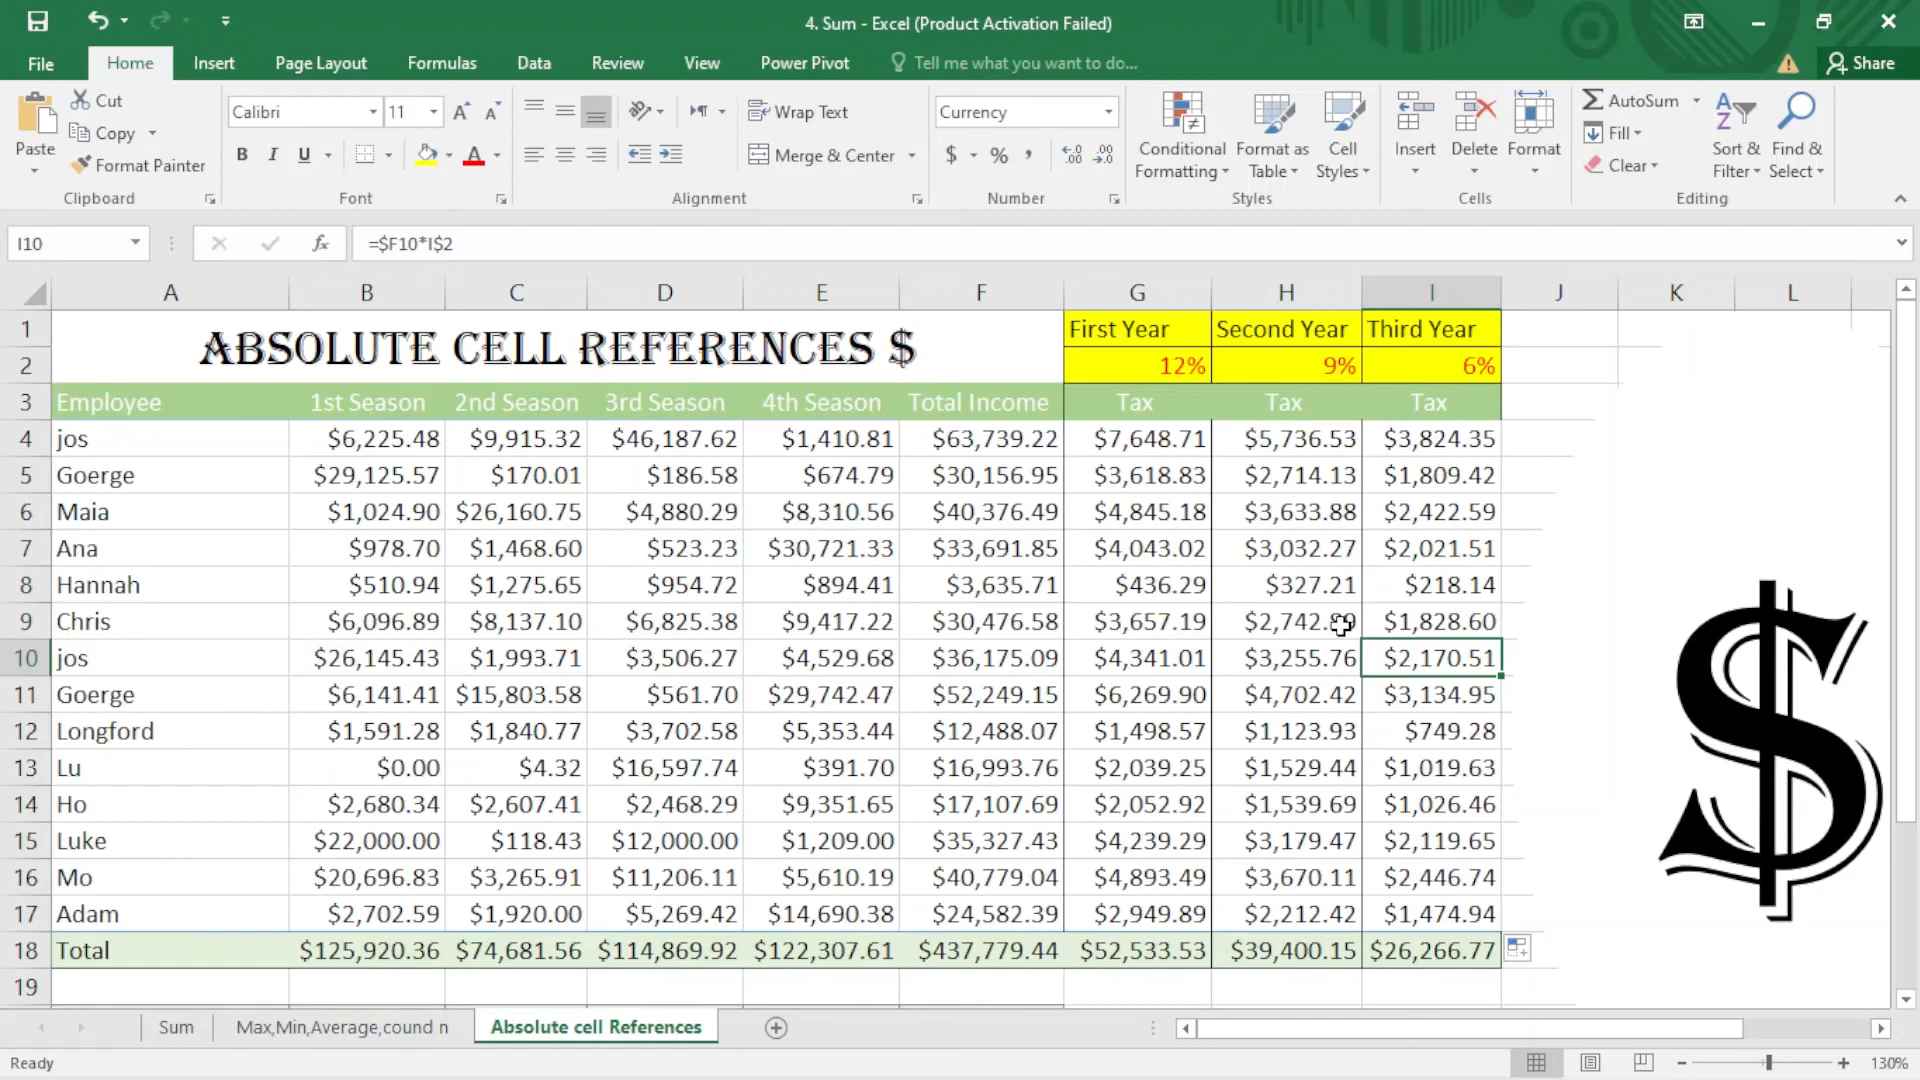 4. Sum - Excel (Product Activation Failed)
File Home Insert Page Layout Formulas Data Review View Power Pivot Tell me what you want to do... Share
Paste
Cut
Copy
Format Painter
Clipboard
Calibri 11
B I U
Font
Wrap Text
Merge & Center
Alignment
Currency
$ % ,
Number
Conditional Formatting
Format as Table
Cell Styles
Styles
Insert Delete Format
Cells
AutoSum
Fill
Clear
Sort & Filter
Find & Select
Editing
I10 fx =$F10*I$2
A B C D E F G H I J K L
1 First Year Second Year Third Year
ABSOLUTE CELL REFERENCES $
2 12% 9% 6%
3 Employee 1st Season 2nd Season 3rd Season 4th Season Total Income Tax Tax Tax
4 jos $6,225.48 $9,915.32 $46,187.62 $1,410.81 $63,739.22 $7,648.71 $5,736.53 $3,824.35
5 Goerge $29,125.57 $170.01 $186.58 $674.79 $30,156.95 $3,618.83 $2,714.13 $1,809.42
6 Maia $1,024.90 $26,160.75 $4,880.29 $8,310.56 $40,376.49 $4,845.18 $3,633.88 $2,422.59
7 Ana $978.70 $1,468.60 $523.23 $30,721.33 $33,691.85 $4,043.02 $3,032.27 $2,021.51
8 Hannah $510.94 $1,275.65 $954.72 $894.41 $3,635.71 $436.29 $327.21 $218.14
9 Chris $6,096.89 $8,137.10 $6,825.38 $9,417.22 $30,476.58 $3,657.19 $1,828.60
10 jos $26,145.43 $1,993.71 $3,506.27 $4,529.68 $36,175.09 $4,341.01 $3,255.76 $2,170.51
11 Goerge $6,141.41 $15,803.58 $561.70 $29,742.47 $52,249.15 $6,269.90 $4,702.42 $3,134.95
12 Longford $1,591.28 $1,840.77 $3,702.58 $5,353.44 $12,488.07 $1,498.57 $1,123.93 $749.28
13 Lu $0.00 $4.32 $16,597.74 $391.70 $16,993.76 $2,039.25 $1,529.44 $1,019.63
14 Ho $2,680.34 $2,607.41 $2,468.29 $9,351.65 $17,107.69 $2,052.92 $1,539.69 $1,026.46
15 Luke $22,000.00 $118.43 $12,000.00 $1,209.00 $35,327.43 $4,239.29 $3,179.47 $2,119.65
16 Mo $20,696.83 $3,265.91 $11,206.11 $5,610.19 $40,779.04 $4,893.49 $3,670.11 $2,446.74
17 Adam $2,702.59 $1,920.00 $5,269.42 $14,690.38 $24,582.39 $2,949.89 $2,212.42 $1,474.94
18 Total $125,920.36 $74,681.56 $114,869.92 $122,307.61 $437,779.44 $52,533.53 $39,400.15 $26,266.77
19
$
Sum Max,Min,Average,cound n Absolute cell References
Ready 130%